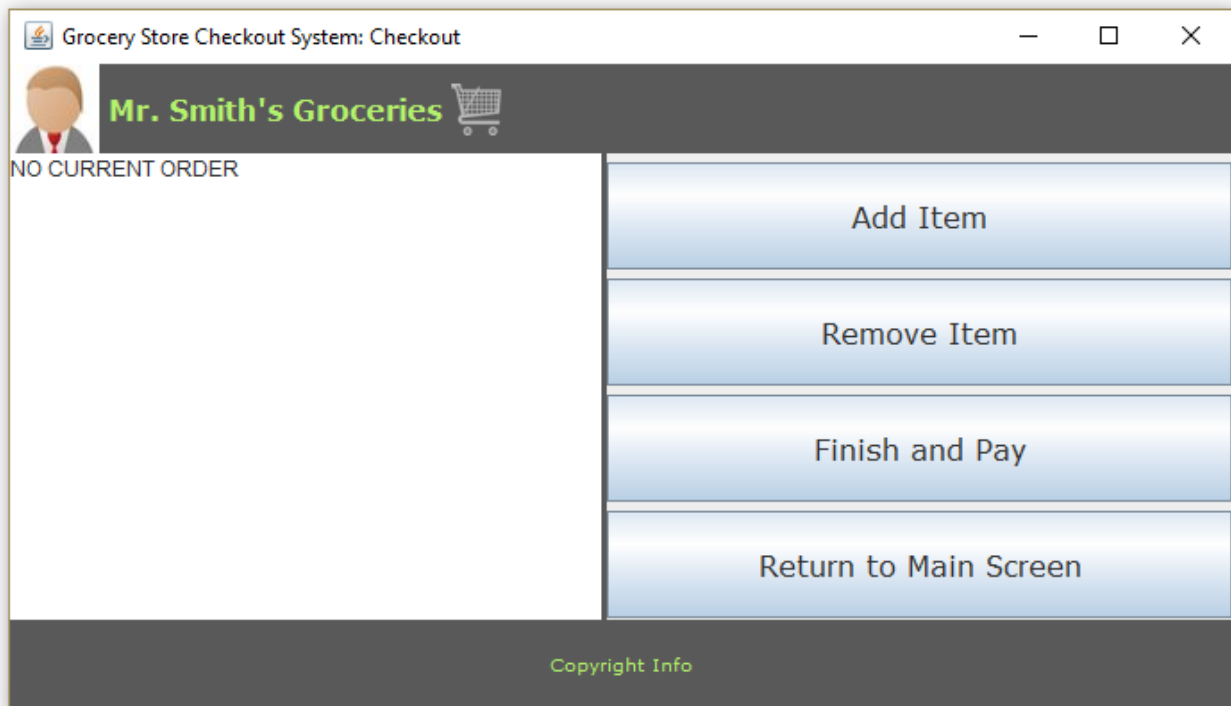 Grocery Store Checkout System: Checkout
Mr. Smith's Groceries
NO CURRENT ORDER
Add Item
Remove Item
Finish and Pay
Return to Main Screen
Copyright Info